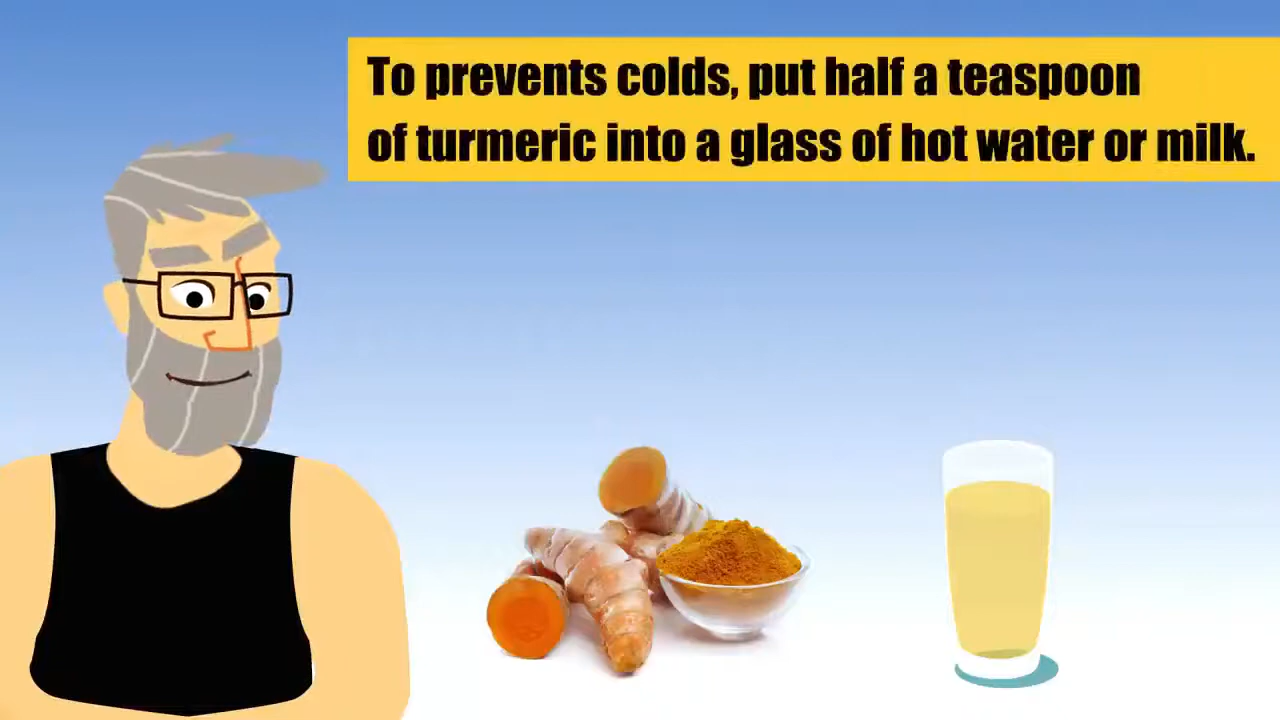 To prevents colds, put half a teaspoon
of turmeric into a glass of hot water or milk.